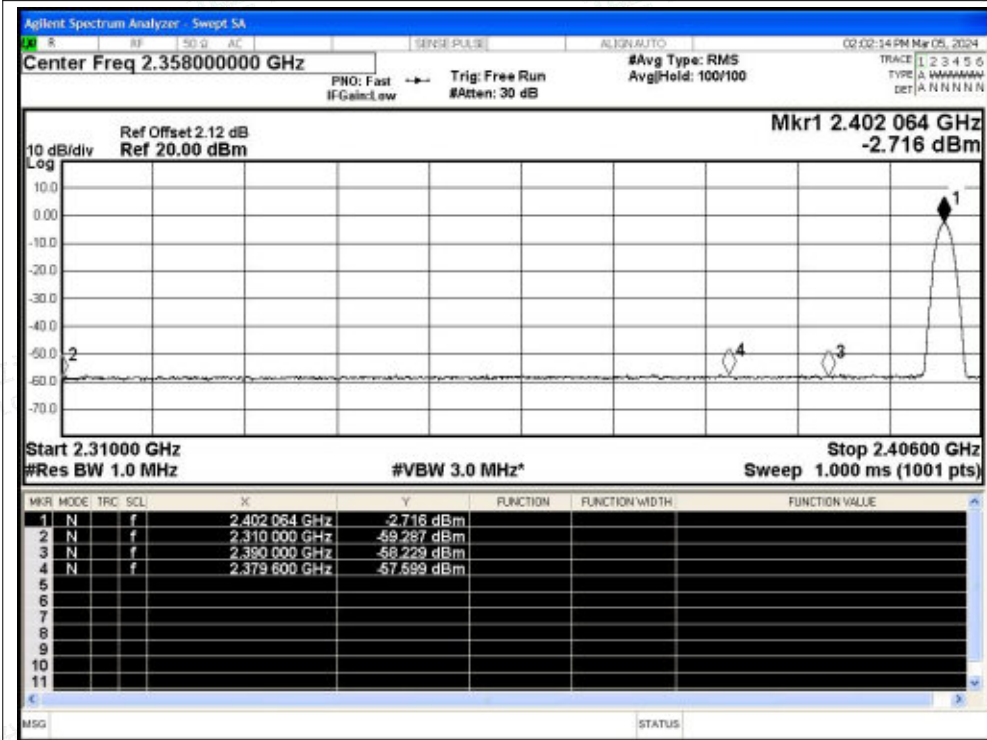 Agilent Spectrum Analyzer - Swept SA
R RF 50 Ω AC SENSE:PULSE ALIGN AUTO 02:02:14 PM Mar 05, 2024
Center Freq 2.358000000 GHz #Avg Type: RMS TRACE 1 2 3 4 5 6
PNO: Fast Trig: Free Run Avg|Hold: 100/100 TYPE A
IFGain:Low #Atten: 30 dB DET A N N N N N
Mkr1 2.402 064 GHz
Ref Offset 2.12 dB
10 dB/div Ref 20.00 dBm -2.716 dBm
Log
10.0
1
0.00
-10.0
-20.0
-30.0
-40.0
-50.0 2 4 3
-60.0
-70.0
Start 2.31000 GHz Stop 2.40600 GHz
#Res BW 1.0 MHz #VBW 3.0 MHz* Sweep 1.000 ms (1001 pts)
MKR MODE TRC SCL X Y FUNCTION FUNCTION WIDTH FUNCTION VALUE
1 N f 2.402 064 GHz -2.716 dBm
2 N f 2.310 000 GHz -59.287 dBm
3 N f 2.390 000 GHz -58.229 dBm
4 N f 2.379 600 GHz -57.599 dBm
5
6
7
8
9
10
11
MSG STATUS